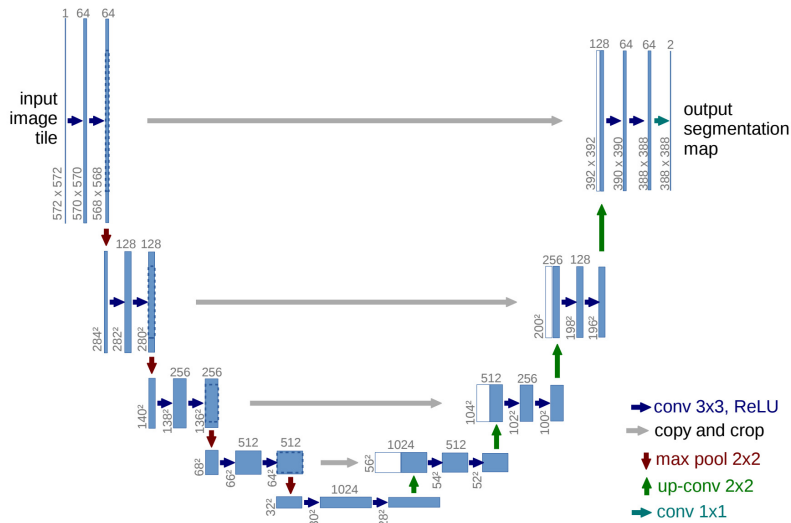 1 64 64
input
image
tile
572 x 572
570 x 570
568 x 568
128 64 64 2
output
segmentation
map
392 x 392
390 x 390
388 x 388
388 x 388
128 128
284²
282²
280²
256 128
200²
198²
196²
256 256
140²
138²
136²
512 256
104²
102²
100²
512 512
68²
66²
64²
1024 512
56²
54²
52²
1024
32²
30²
28²
conv 3x3, ReLU
copy and crop
max pool 2x2
up-conv 2x2
conv 1x1